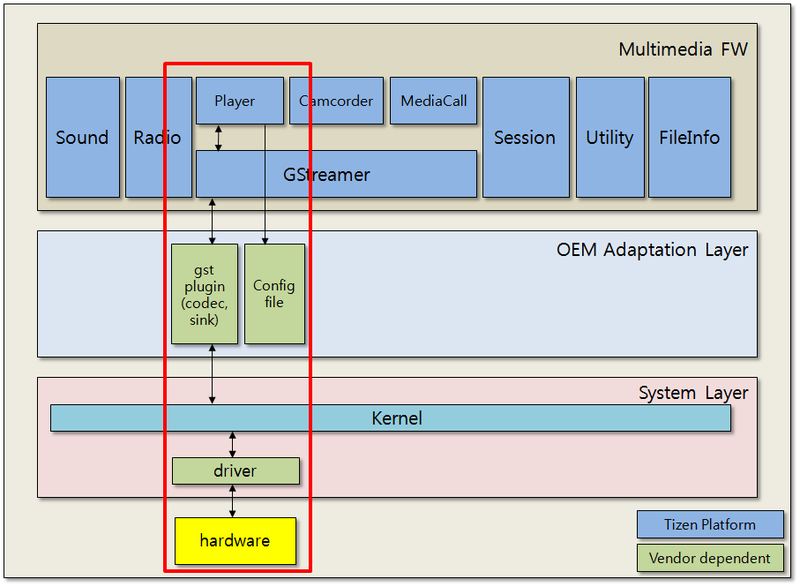 Multimedia FW
Sound
Radio
Player
Camcorder
MediaCall
GStreamer
Session
Utility
FileInfo
OEM Adaptation Layer
gst
plugin
(codec,
sink)
Config
file
System Layer
Kernel
driver
hardware
Tizen Platform
Vendor dependent